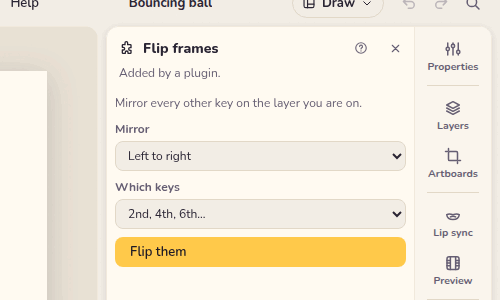 Help
Bouncing ball
Draw
Flip frames
Added by a plugin.
Mirror every other key on the layer you are on.
Mirror
Left to right
Which keys
2nd, 4th, 6th...
Flip them
Properties
Layers
Artboards
Lip sync
Preview